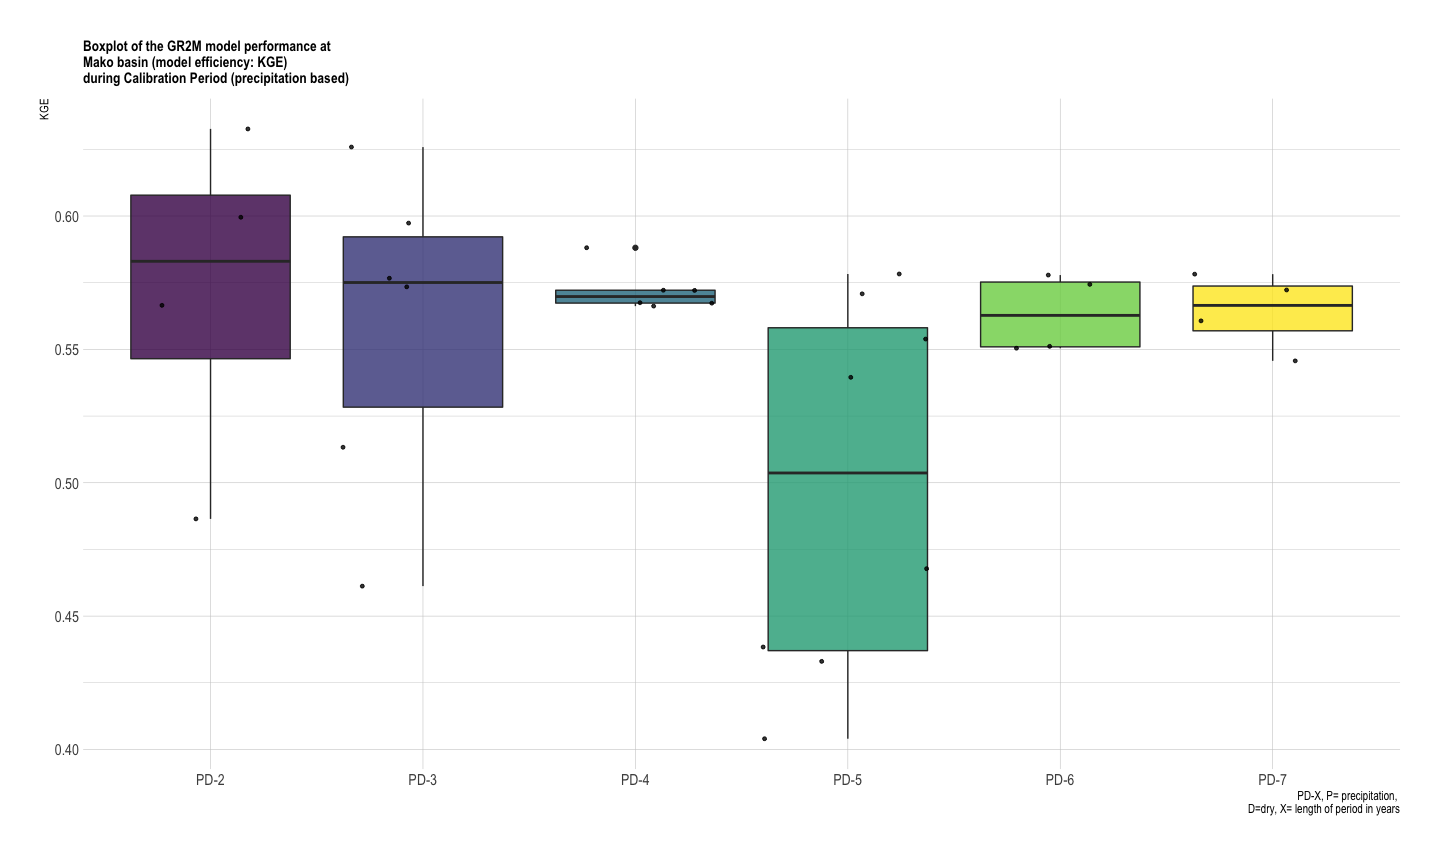 Boxplot of the GR2M model performance at
Mako basin (model efficiency: KGE)
during Calibration Period (precipitation based)
KGE
0.60
0.55
0.50
0.45
0.40
PD-2 PD-3 PD-4 PD-5 PD-6 PD-7
PD-X, P= precipitation,
D=dry, X= length of period in years